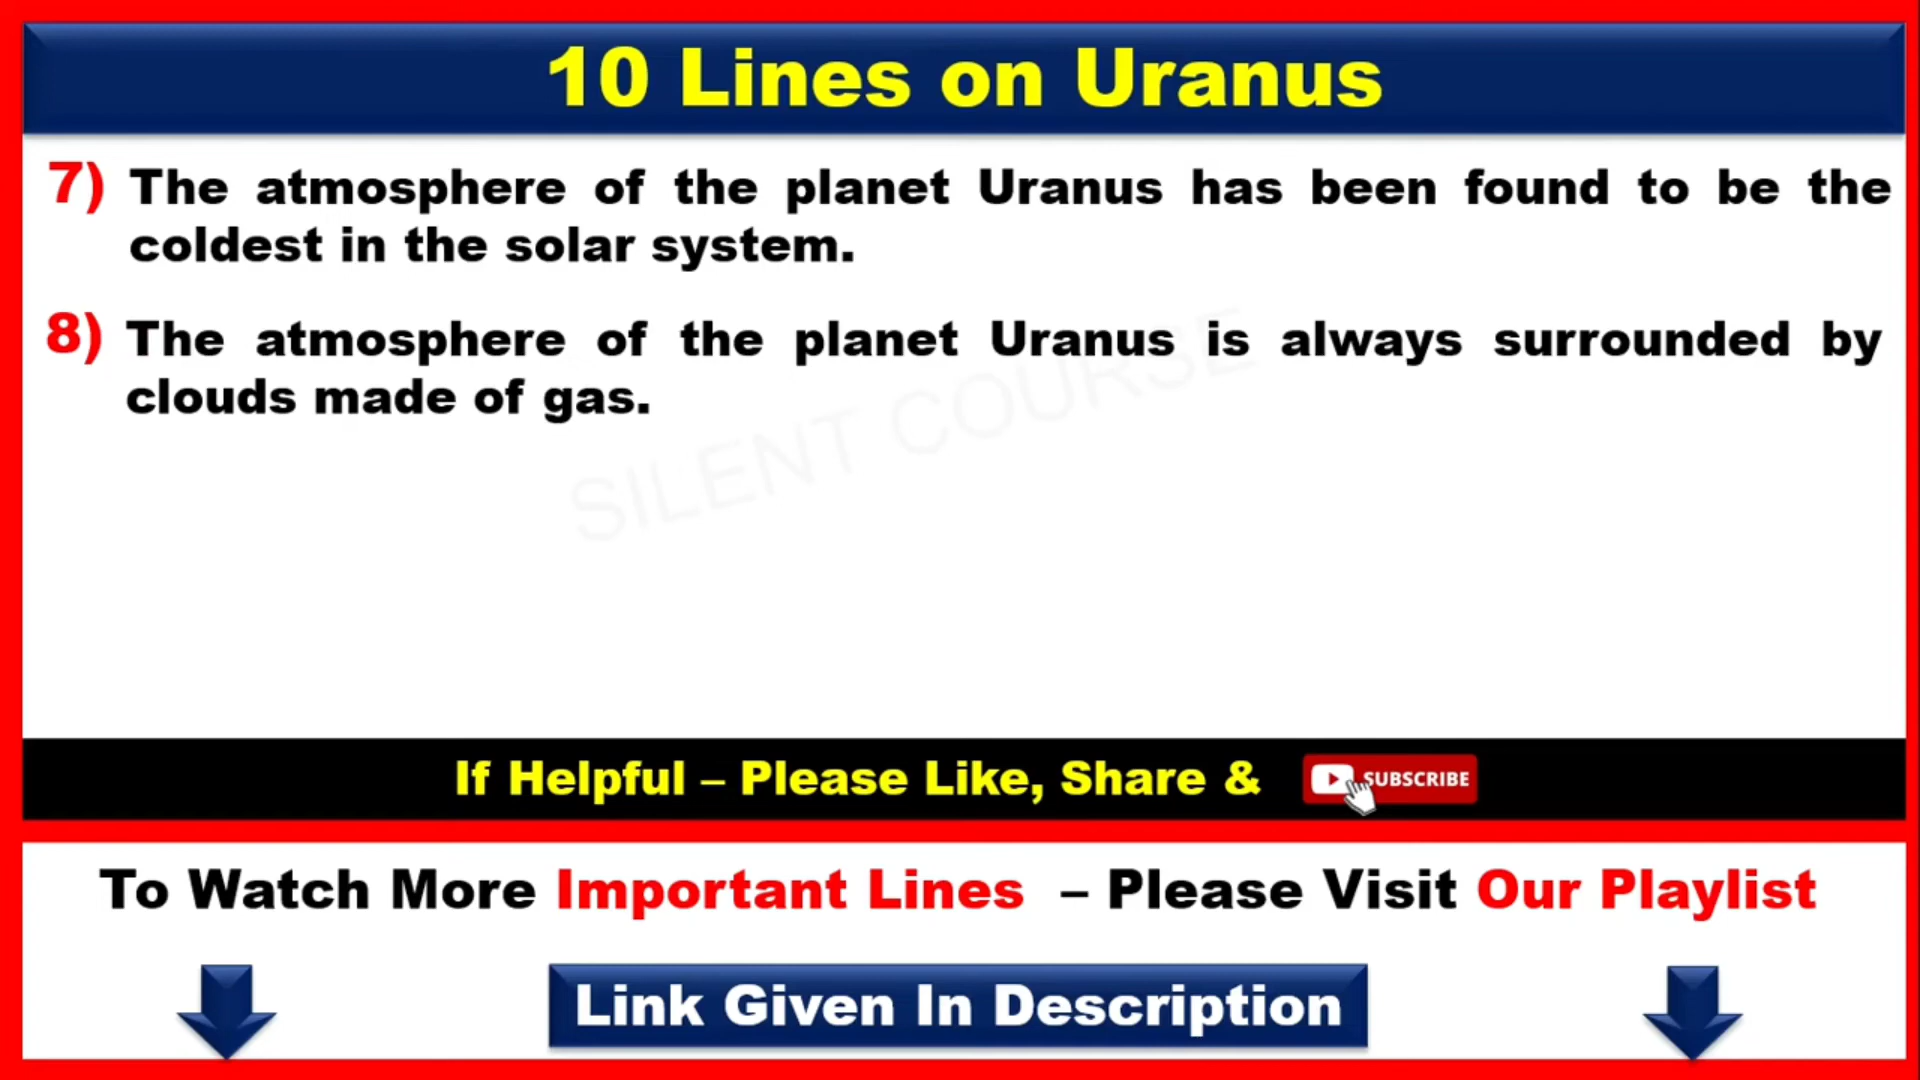 10 Lines on Uranus
7) The atmosphere of the planet Uranus has been found to be the
coldest in the solar system.
8) The atmosphere of the planet Uranus is always surrounded by
clouds made of gas.
SILENT COURSE
If Helpful – Please Like, Share & SUBSCRIBE
To Watch More Important Lines – Please Visit Our Playlist
Link Given In Description